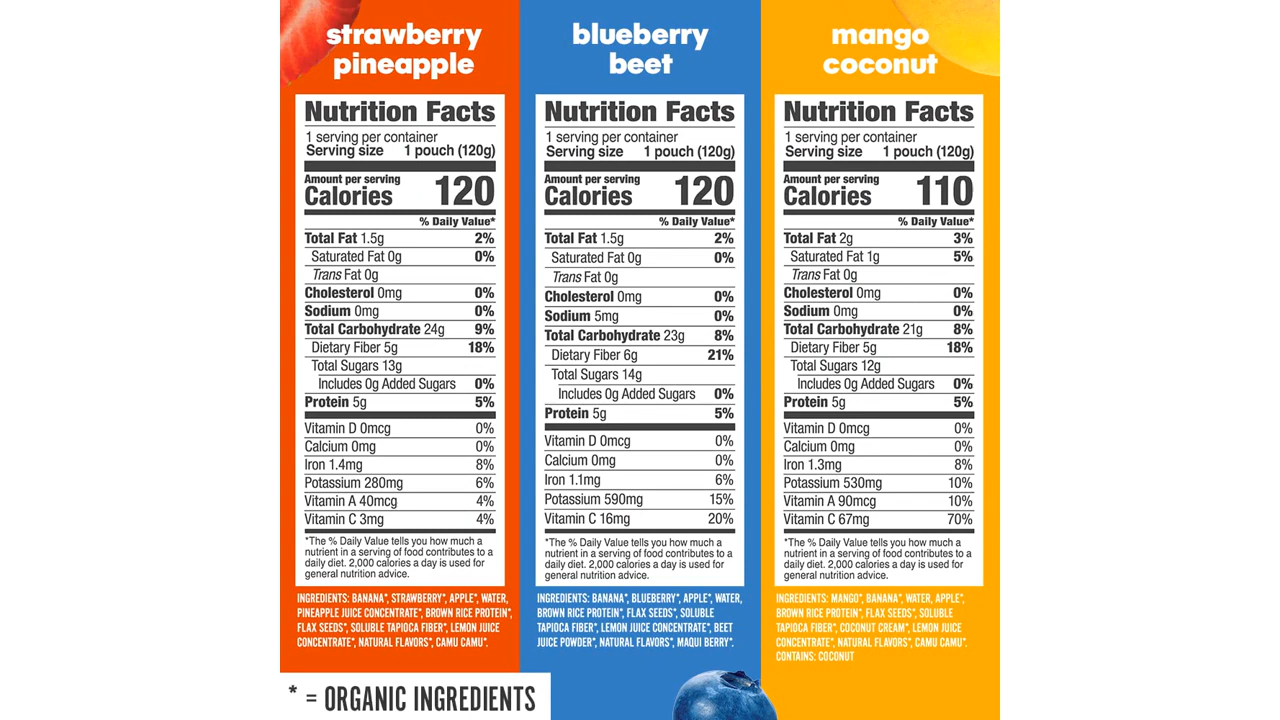 strawberry
pineapple
Nutrition Facts
1 serving per container
Serving size 1 pouch (120g)
Amount per serving
Calories 120
% Daily Value*
Total Fat 1.5g 2%
Saturated Fat 0g 0%
Trans Fat 0g
Cholesterol 0mg 0%
Sodium 0mg 0%
Total Carbohydrate 24g 9%
Dietary Fiber 5g 18%
Total Sugars 13g
Includes 0g Added Sugars 0%
Protein 5g 5%
Vitamin D 0mcg 0%
Calcium 0mg 0%
Iron 1.4mg 8%
Potassium 280mg 6%
Vitamin A 40mcg 4%
Vitamin C 3mg 4%
*The % Daily Value tells you how much a
nutrient in a serving of food contributes to a
daily diet. 2,000 calories a day is used for
general nutrition advice.
INGREDIENTS: BANANA*, STRAWBERRY*, APPLE*, WATER,
PINEAPPLE JUICE CONCENTRATE*, BROWN RICE PROTEIN*,
FLAX SEEDS*, SOLUBLE TAPIOCA FIBER*, LEMON JUICE
CONCENTRATE*, NATURAL FLAVORS*, CAMU CAMU*.
blueberry
beet
Nutrition Facts
1 serving per container
Serving size 1 pouch (120g)
Amount per serving
Calories 120
% Daily Value*
Total Fat 1.5g 2%
Saturated Fat 0g 0%
Trans Fat 0g
Cholesterol 0mg 0%
Sodium 5mg 0%
Total Carbohydrate 23g 8%
Dietary Fiber 6g 21%
Total Sugars 14g
Includes 0g Added Sugars 0%
Protein 5g 5%
Vitamin D 0mcg 0%
Calcium 0mg 0%
Iron 1.1mg 6%
Potassium 590mg 15%
Vitamin C 16mg 20%
*The % Daily Value tells you how much a
nutrient in a serving of food contributes to a
daily diet. 2,000 calories a day is used for
general nutrition advice.
INGREDIENTS: BANANA*, BLUEBERRY*, APPLE*, WATER,
BROWN RICE PROTEIN*, FLAX SEEDS*, SOLUBLE
TAPIOCA FIBER*, LEMON JUICE CONCENTRATE*, BEET
JUICE POWDER*, NATURAL FLAVORS*, MAQUI BERRY*.
mango
coconut
Nutrition Facts
1 serving per container
Serving size 1 pouch (120g)
Amount per serving
Calories 110
% Daily Value*
Total Fat 2g 3%
Saturated Fat 1g 5%
Trans Fat 0g
Cholesterol 0mg 0%
Sodium 0mg 0%
Total Carbohydrate 21g 8%
Dietary Fiber 5g 18%
Total Sugars 12g
Includes 0g Added Sugars 0%
Protein 5g 5%
Vitamin D 0mcg 0%
Calcium 0mg 0%
Iron 1.3mg 8%
Potassium 530mg 10%
Vitamin A 90mcg 10%
Vitamin C 67mg 70%
*The % Daily Value tells you how much a
nutrient in a serving of food contributes to a
daily diet. 2,000 calories a day is used for
general nutrition advice.
INGREDIENTS: MANGO*, BANANA*, WATER, APPLE*,
BROWN RICE PROTEIN*, FLAX SEEDS*, SOLUBLE
TAPIOCA FIBER*, COCONUT CREAM*, LEMON JUICE
CONCENTRATE*, NATURAL FLAVORS*, CAMU CAMU*.
CONTAINS: COCONUT
* = ORGANIC INGREDIENTS